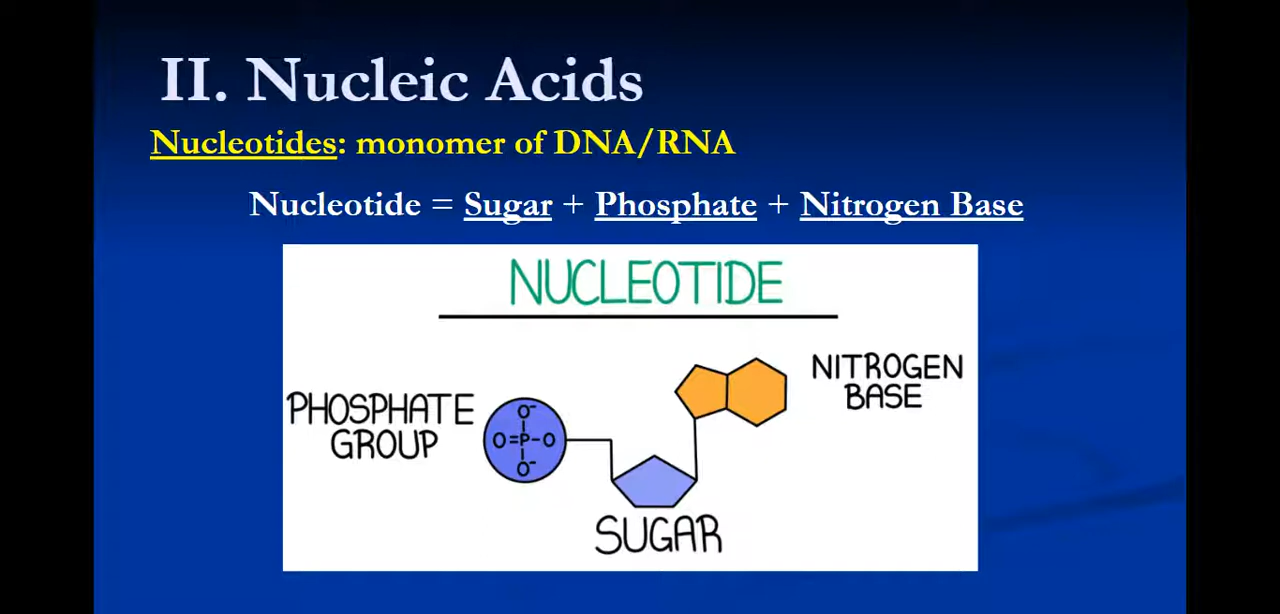 II. Nucleic Acids
Nucleotides: monomer of DNA/RNA
Nucleotide = Sugar + Phosphate + Nitrogen Base
NUCLEOTIDE
NITROGEN
BASE
PHOSPHATE
GROUP
O⁻
O=P-O
O⁻
SUGAR